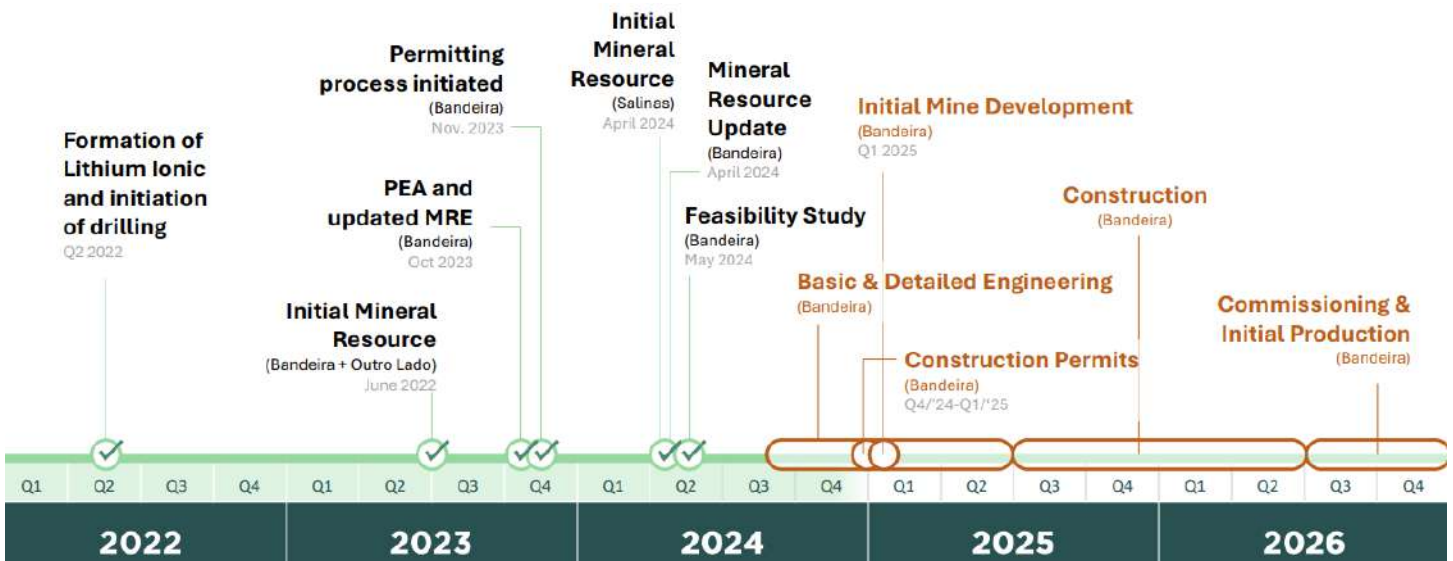 Formation of
Lithium Ionic
and initiation
of drilling
Q2 2022
Initial Mineral
Resource
(Bandeira + Outro Lado)
June 2022
PEA and
updated MRE
(Bandeira)
Oct 2023
Permitting
process initiated
(Bandeira)
Nov. 2023
Initial
Mineral
Resource
(Salinas)
April 2024
Mineral
Resource
Update
(Bandeira)
April 2024
Feasibility Study
(Bandeira)
May 2024
Basic & Detailed Engineering
(Bandeira)
Construction Permits
(Bandeira)
Q4/'24-Q1/'25
Initial Mine Development
(Bandeira)
Q1 2025
Construction
(Bandeira)
Commissioning &
Initial Production
(Bandeira)
Q1 Q2 Q3 Q4 Q1 Q2 Q3 Q4 Q1 Q2 Q3 Q4 Q1 Q2 Q3 Q4 Q1 Q2 Q3 Q4
2022 2023 2024 2025 2026